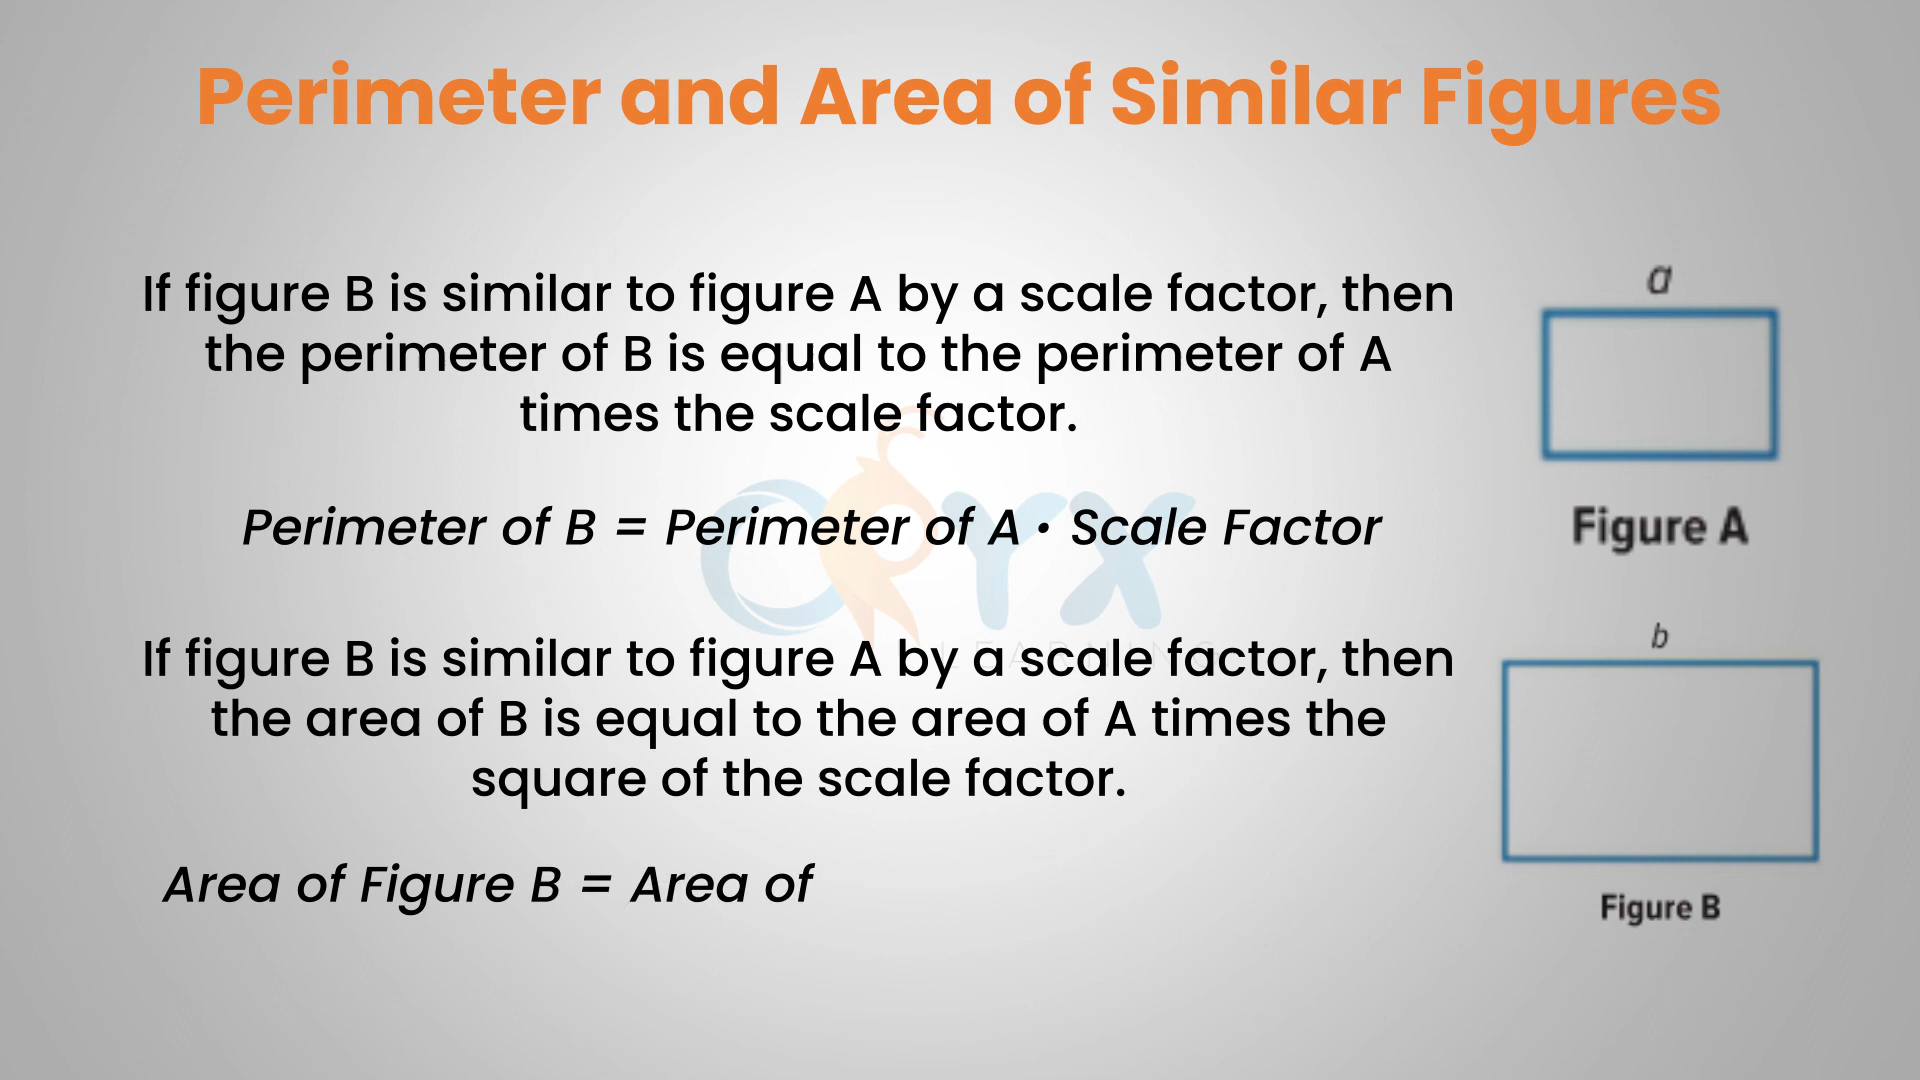 Perimeter and Area of Similar Figures
If figure B is similar to figure A by a scale factor, then
the perimeter of B is equal to the perimeter of A
times the scale factor.
Perimeter of B = Perimeter of A · Scale Factor
If figure B is similar to figure A by a scale factor, then
the area of B is equal to the area of A times the
square of the scale factor.
Area of Figure B = Area of
a
Figure A
b
Figure B
ORYX
LEARNING